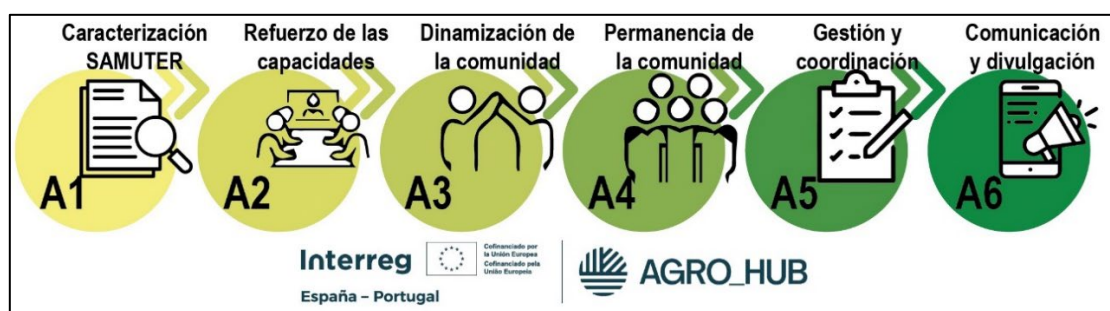 Caracterización
SAMUTER
Refuerzo de las
capacidades
Dinamización de
la comunidad
Permanencia de
la comunidad
Gestión y
coordinación
Comunicación
y divulgación
A1
A2
A3
A4
A5
A6
Interreg
Cofinanciado por
la Unión Europea
Cofinanciado pela
União Europeia
España – Portugal
AGRO_HUB